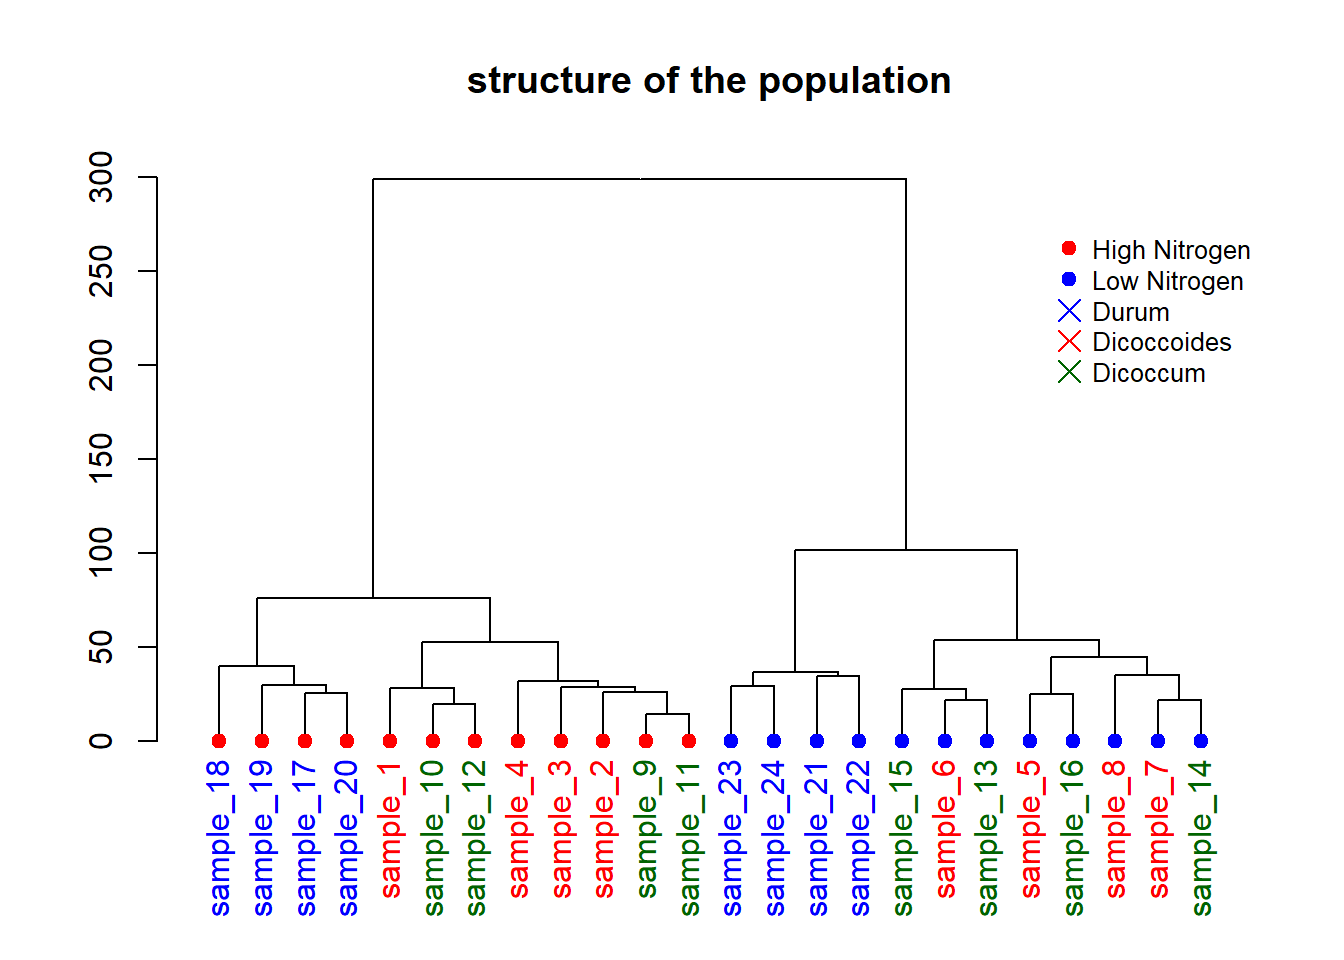 structure of the population
300
250
200
150
100
50
0
High Nitrogen
Low Nitrogen
Durum
Dicoccoides
Dicoccum
sample_18
sample_19
sample_17
sample_20
sample_1
sample_10
sample_12
sample_4
sample_3
sample_2
sample_9
sample_11
sample_23
sample_24
sample_21
sample_22
sample_15
sample_6
sample_13
sample_5
sample_16
sample_8
sample_7
sample_14